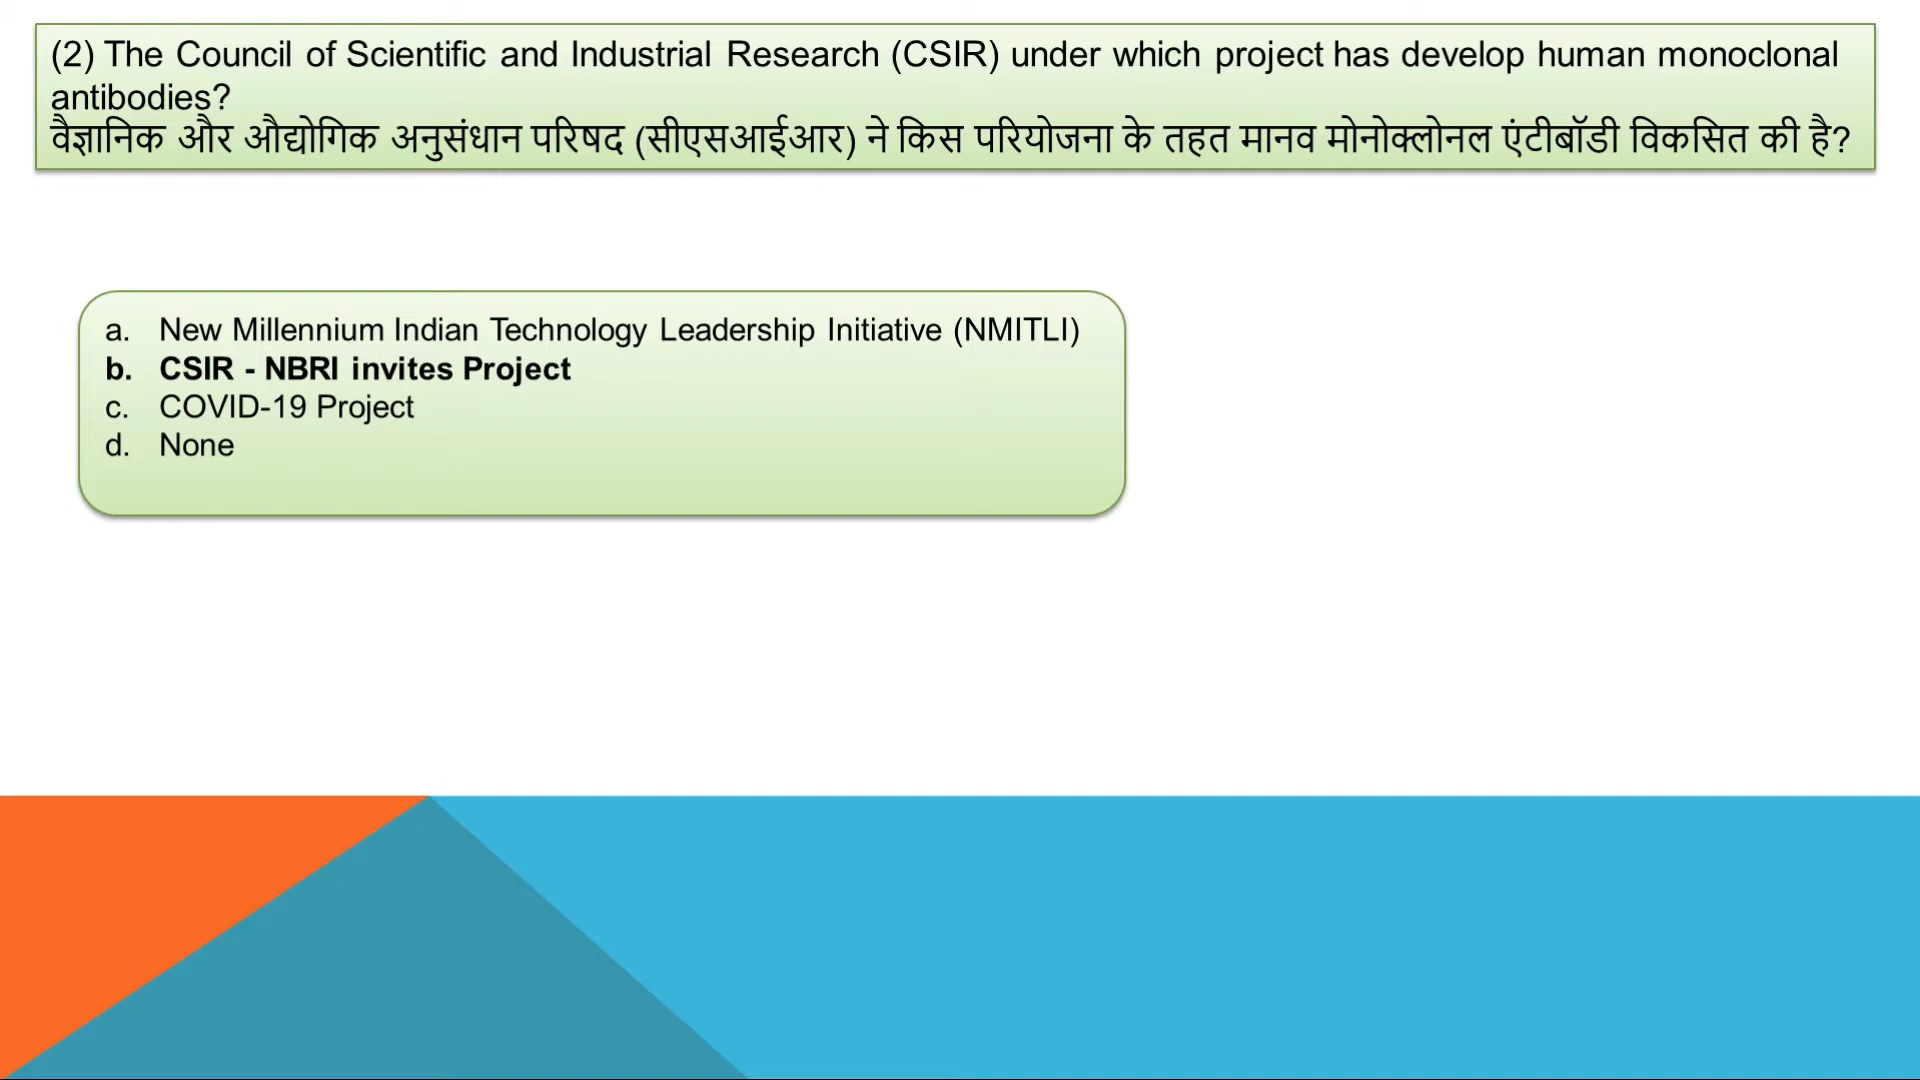 (2) The Council of Scientific and Industrial Research (CSIR) under which project has develop human monoclonal
antibodies?
वैज्ञानिक और औद्योगिक अनुसंधान परिषद (सीएसआईआर) ने किस परियोजना के तहत मानव मोनोक्लोनल एंटीबॉडी विकसित की है?
a. New Millennium Indian Technology Leadership Initiative (NMITLI)
b. CSIR - NBRI invites Project
c. COVID-19 Project
d. None